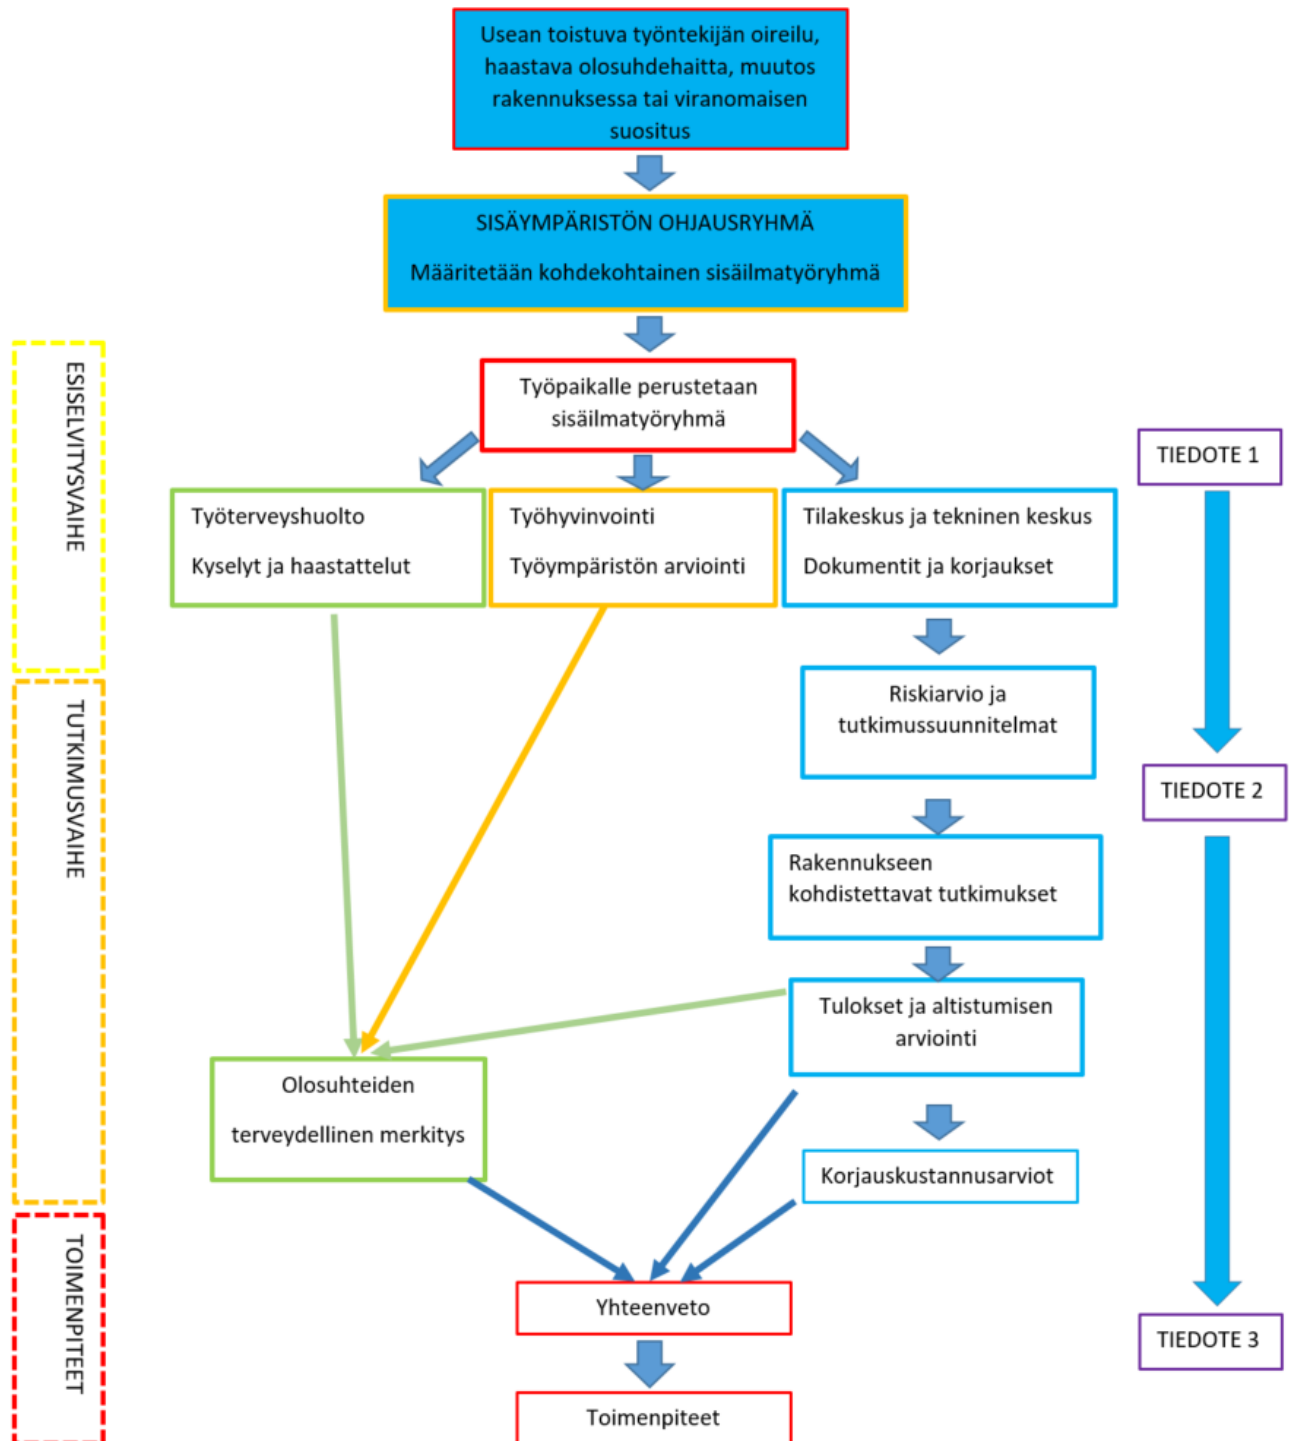 Usean toistuva työntekijän oireilu,
haastava olosuhdehaitta, muutos
rakennuksessa tai viranomaisen
suositus
SISÄYMPÄRISTÖN OHJAUSRYHMÄ
Määritetään kohdekohtainen sisäilmatyöryhmä
ESISELVITYSVAIHE
Työpaikalle perustetaan
sisäilmatyöryhmä
TIEDOTE 1
Työterveyshuolto
Kyselyt ja haastattelut
Työhyvinvointi
Työympäristön arviointi
Tilakeskus ja tekninen keskus
Dokumentit ja korjaukset
TUTKIMUSVAIHE
Riskiarvio ja
tutkimussuunnitelmat
TIEDOTE 2
Rakennukseen
kohdistettavat tutkimukset
Tulokset ja altistumisen
arviointi
Olosuhteiden
terveydellinen merkitys
Korjauskustannusarviot
TOIMENPITEET
Yhteenveto
TIEDOTE 3
Toimenpiteet